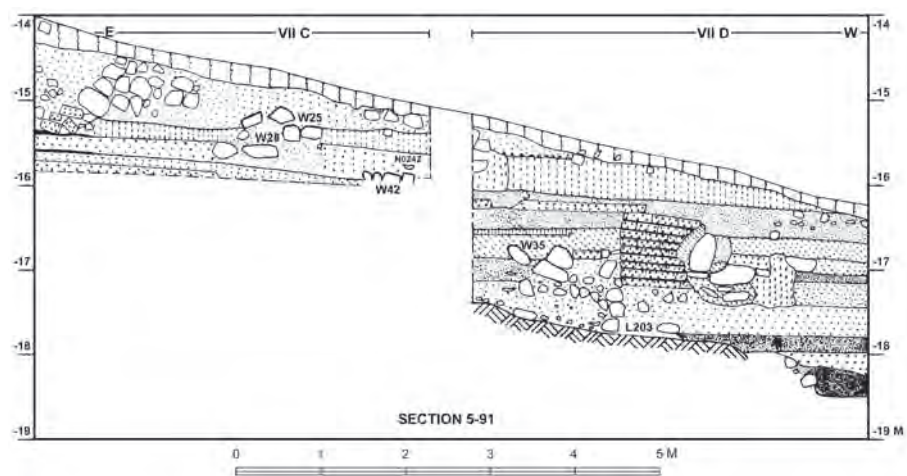 -14 E VII C VII D W -14
-15 -15
W25
W28
N0242
-16 -16
W42
W35
-17 -17
L203
-18 -18
SECTION 5-91
-19 -19 M
0 1 2 3 4 5 M